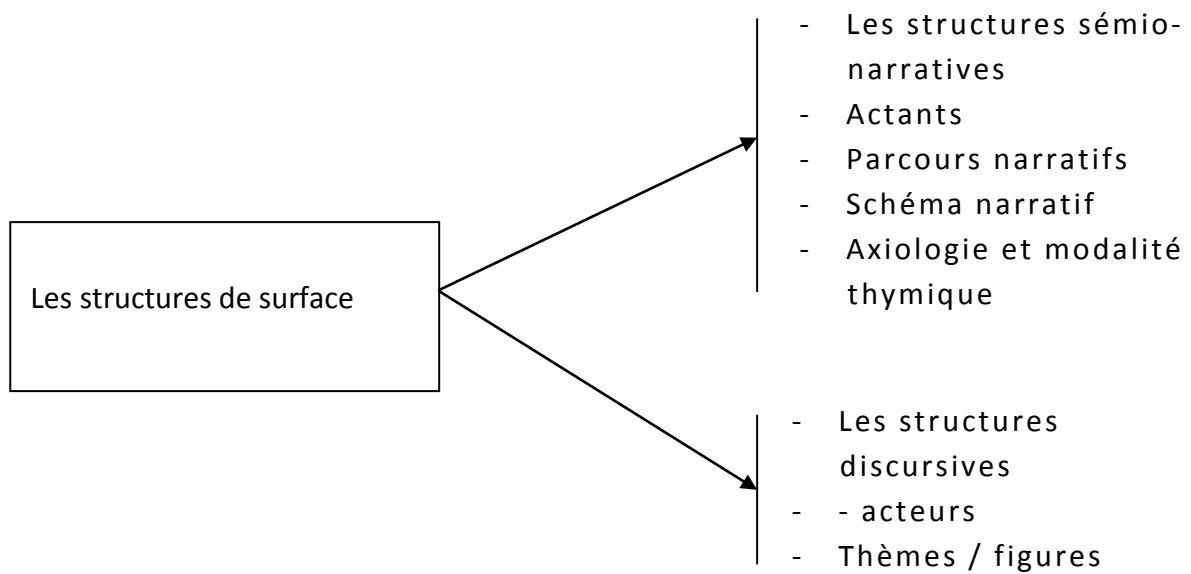 - Les structures sémio-
narratives
- Actants
- Parcours narratifs
- Schéma narratif
- Axiologie et modalité
thymique
Les structures de surface
- Les structures
discursives
- - acteurs
- Thèmes / figures